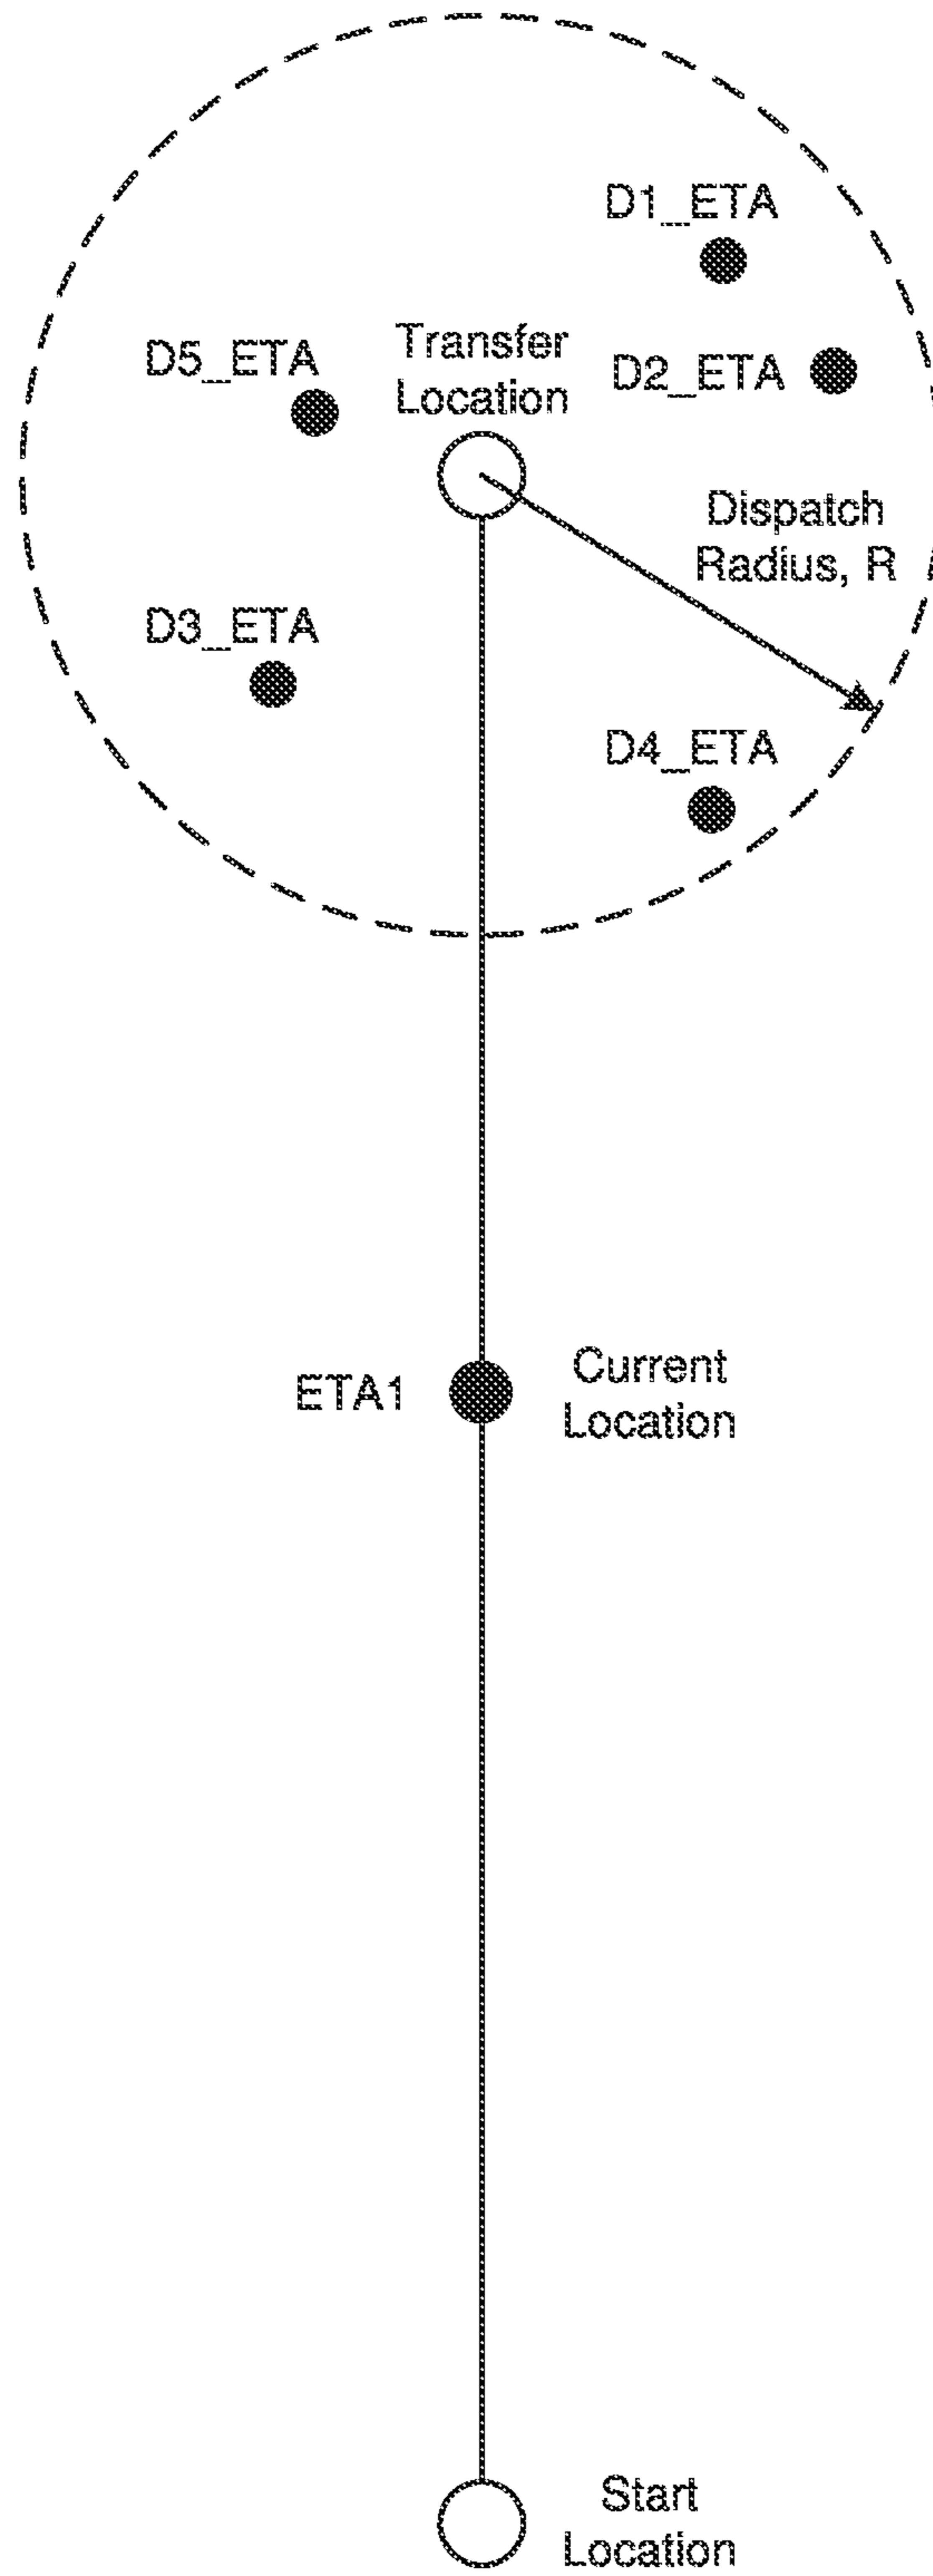 D1_ETA
Transfer
Location
D5_ETA
D2_ETA
Dispatch
Radius, R
D3_ETA
D4_ETA
ETA1
Current
Location
Start
Location